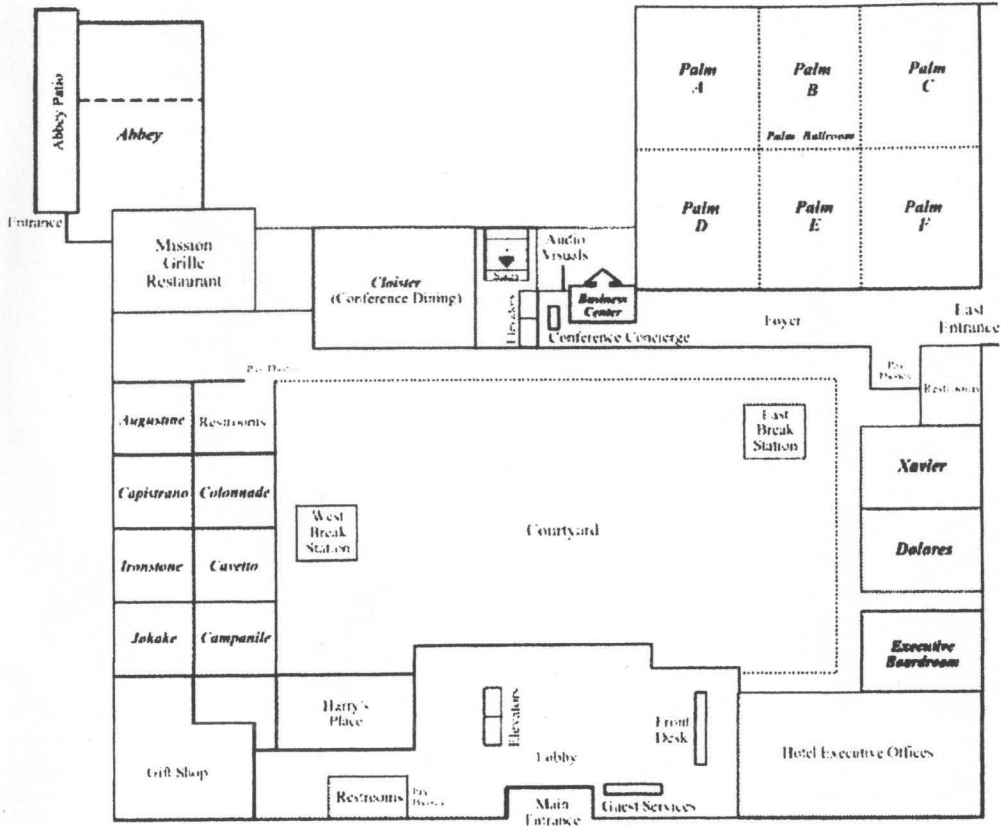 Abbey Patio
Abbey
Entrance
Mission
Grille
Restaurant
Cloister
(Conference Dining)
Audio
Visuals
Elevators
Business
Center
Conference Concierge
Palm
A
Palm
B
Palm
C
Palm Ballroom
Palm
D
Palm
E
Palm
F
Foyer
East
Entrance
Restrooms
Augustine
Restrooms
Capistrano
Colonnade
Ironstone
Cavetto
Jokake
Campanile
West
Break
Station
Courtyard
East
Break
Station
Xavier
Dolores
Executive
Boardroom
Harry's
Place
Elevators
Lobby
Front
Desk
Hotel Executive Offices
Gift Shop
Restrooms
Main
Entrance
Guest Services